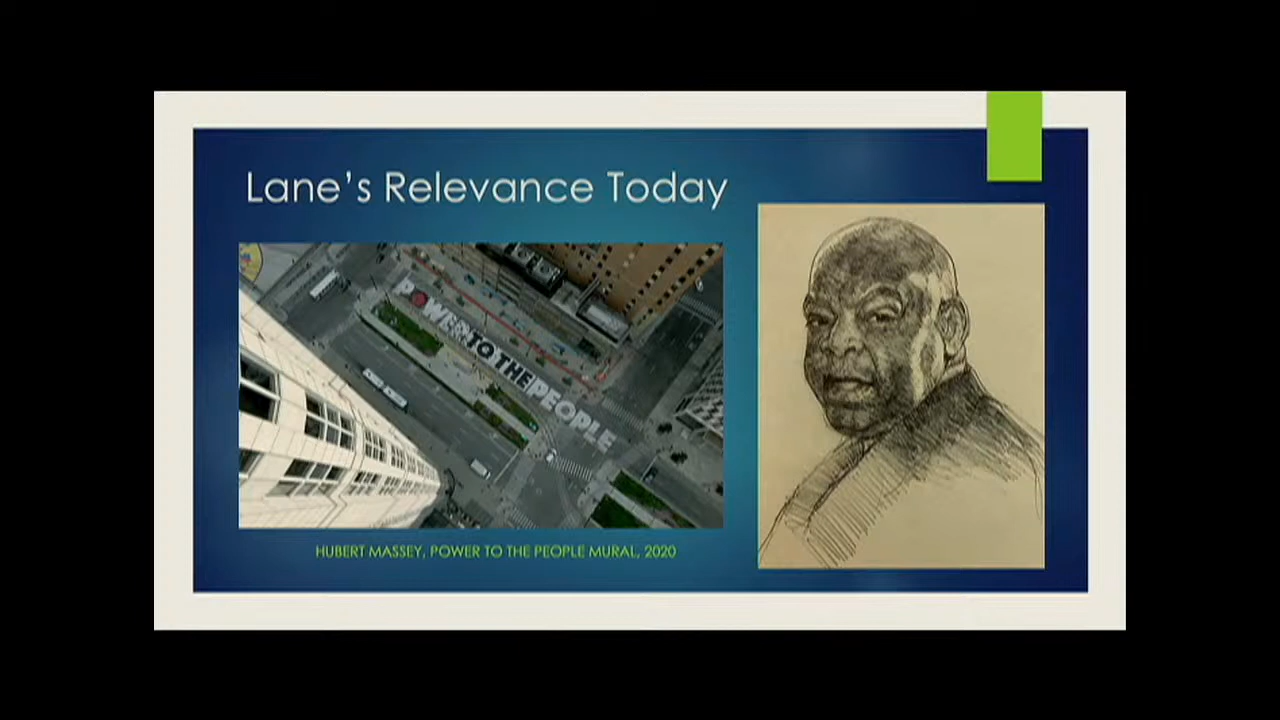 Lane's Relevance Today
POWER TO THE PEOPLE
HUBERT MASSEY, POWER TO THE PEOPLE MURAL, 2020